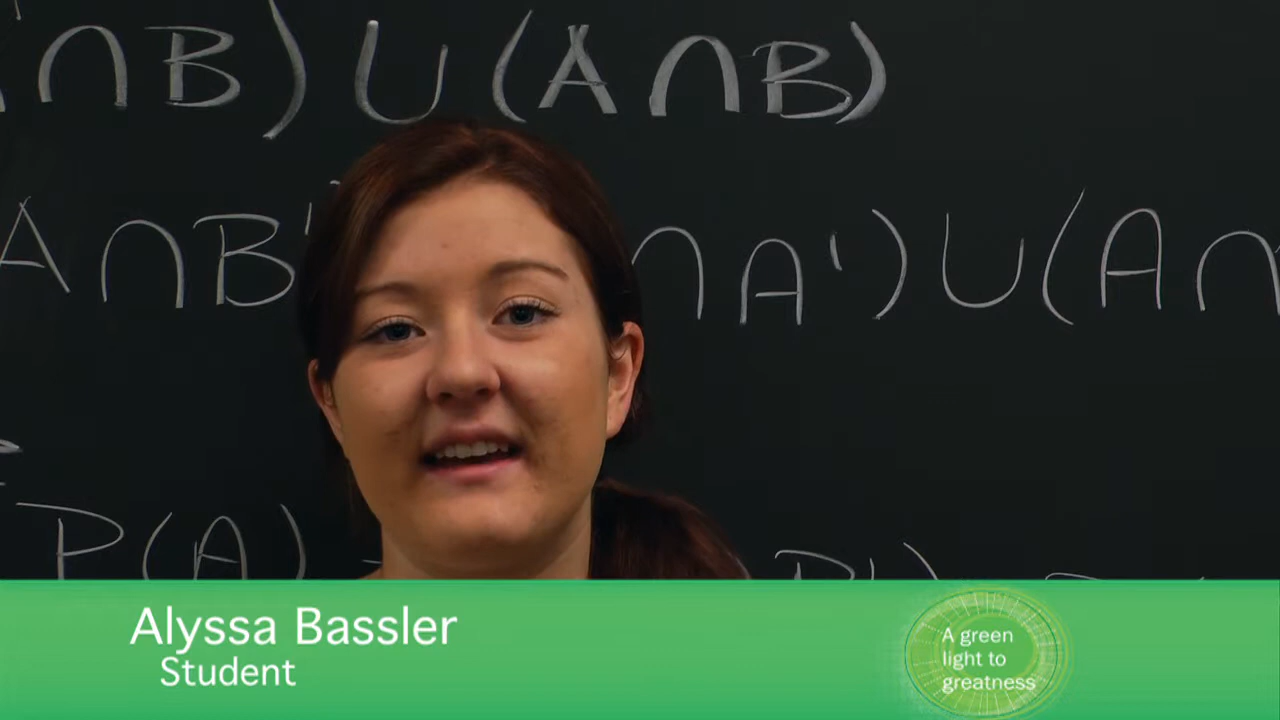 ∩B) ∪ (A∩B)
A∩B' ∩A') ∪ (A∩
P(A)
Alyssa Bassler
Student
A green
light to
greatness